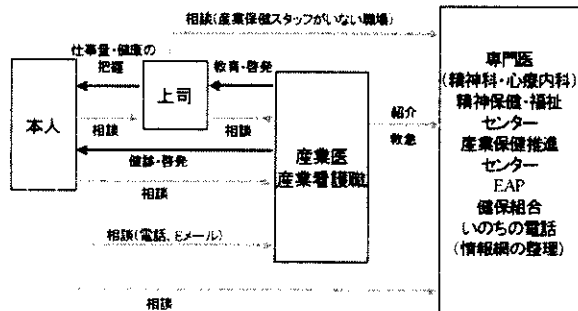 相談(産業保健スタッフがいない職場)
仕事量・健康の
把握
教育・啓発
上司
本人
相談
相談
健診・啓発
相談
産業医
産業看護職
紹介
救急
相談(電話、Eメール)
相談
専門医
(精神科・心療内科)
精神保健・福祉
センター
産業保健推進
センター
EAP
健保組合
いのちの電話
(情報網の整理)